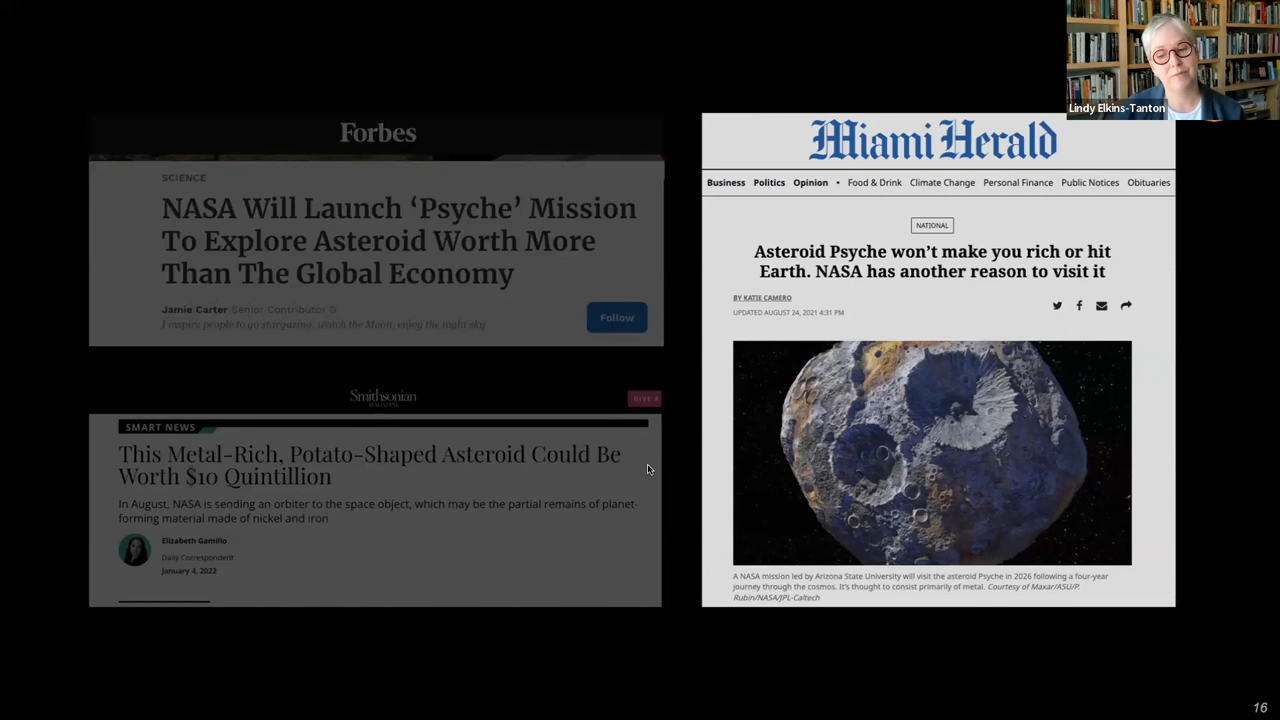 Lindy Elkins-Tanton
Forbes
SCIENCE
NASA Will Launch ‘Psyche’ Mission
To Explore Asteroid Worth More
Than The Global Economy
Jamie Carter Senior Contributor
I inspire people to go stargazing, watch the Moon, enjoy the night sky
Follow
Smithsonian
MAGAZINE
GIVE A
SMART NEWS
This Metal-Rich, Potato-Shaped Asteroid Could Be
Worth $10 Quintillion
In August, NASA is sending an orbiter to the space object, which may be the partial remains of planet-
forming material made of nickel and iron
Elizabeth Gamillo
Daily Correspondent
January 4, 2022
Miami Herald
Business Politics Opinion • Food & Drink Climate Change Personal Finance Public Notices Obituaries
NATIONAL
Asteroid Psyche won’t make you rich or hit
Earth. NASA has another reason to visit it
BY KATIE CAMERO
UPDATED AUGUST 24, 2021 4:31 PM
A NASA mission led by Arizona State University will visit the asteroid Psyche in 2026 following a four-year
journey through the cosmos. It’s thought to consist primarily of metal. Courtesy of Maxar/ASU/P.
Rubin/NASA/JPL-Caltech
16